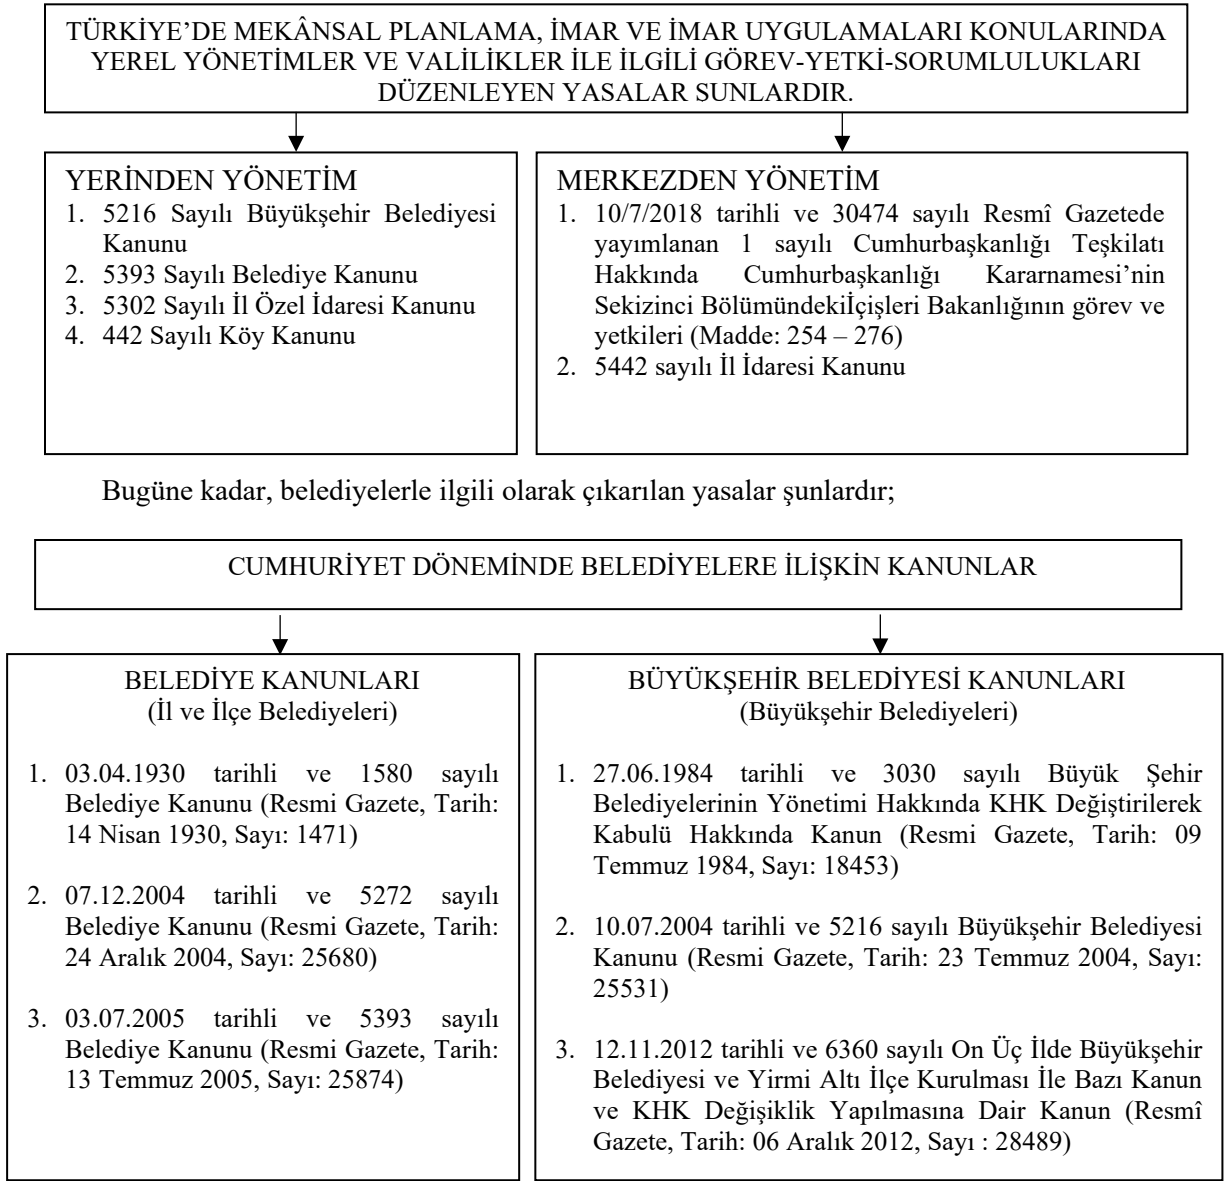 TÜRKİYE’DE MEKÂNSAL PLANLAMA, İMAR VE İMAR UYGULAMALARI KONULARINDA
YEREL YÖNETİMLER VE VALİLİKLER İLE İLGİLİ GÖREV-YETKİ-SORUMLULUKLARI
DÜZENLEYEN YASALAR SUNLARDIR.
YERİNDEN YÖNETİM
1. 5216 Sayılı Büyükşehir Belediyesi
Kanunu
2. 5393 Sayılı Belediye Kanunu
3. 5302 Sayılı İl Özel İdaresi Kanunu
4. 442 Sayılı Köy Kanunu
MERKEZDEN YÖNETİM
1. 10/7/2018 tarihli ve 30474 sayılı Resmî Gazetede
yayımlanan 1 sayılı Cumhurbaşkanlığı Teşkilatı
Hakkında Cumhurbaşkanlığı Kararnamesi’nin
Sekizinci Bölümündekiİçişleri Bakanlığının görev ve
yetkileri (Madde: 254 – 276)
2. 5442 sayılı İl İdaresi Kanunu
Bugüne kadar, belediyelerle ilgili olarak çıkarılan yasalar şunlardır;
CUMHURİYET DÖNEMİNDE BELEDİYELERE İLİŞKİN KANUNLAR
BELEDİYE KANUNLARI
(İl ve İlçe Belediyeleri)
1. 03.04.1930 tarihli ve 1580 sayılı
Belediye Kanunu (Resmi Gazete, Tarih:
14 Nisan 1930, Sayı: 1471)
2. 07.12.2004 tarihli ve 5272 sayılı
Belediye Kanunu (Resmi Gazete, Tarih:
24 Aralık 2004, Sayı: 25680)
3. 03.07.2005 tarihli ve 5393 sayılı
Belediye Kanunu (Resmi Gazete, Tarih:
13 Temmuz 2005, Sayı: 25874)
BÜYÜKŞEHİR BELEDİYESİ KANUNLARI
(Büyükşehir Belediyeleri)
1. 27.06.1984 tarihli ve 3030 sayılı Büyük Şehir
Belediyelerinin Yönetimi Hakkında KHK Değiştirilerek
Kabulü Hakkında Kanun (Resmi Gazete, Tarih: 09
Temmuz 1984, Sayı: 18453)
2. 10.07.2004 tarihli ve 5216 sayılı Büyükşehir Belediyesi
Kanunu (Resmi Gazete, Tarih: 23 Temmuz 2004, Sayı:
25531)
3. 12.11.2012 tarihli ve 6360 sayılı On Üç İlde Büyükşehir
Belediyesi ve Yirmi Altı İlçe Kurulması İle Bazı Kanun
ve KHK Değişiklik Yapılmasına Dair Kanun (Resmî
Gazete, Tarih: 06 Aralık 2012, Sayı : 28489)